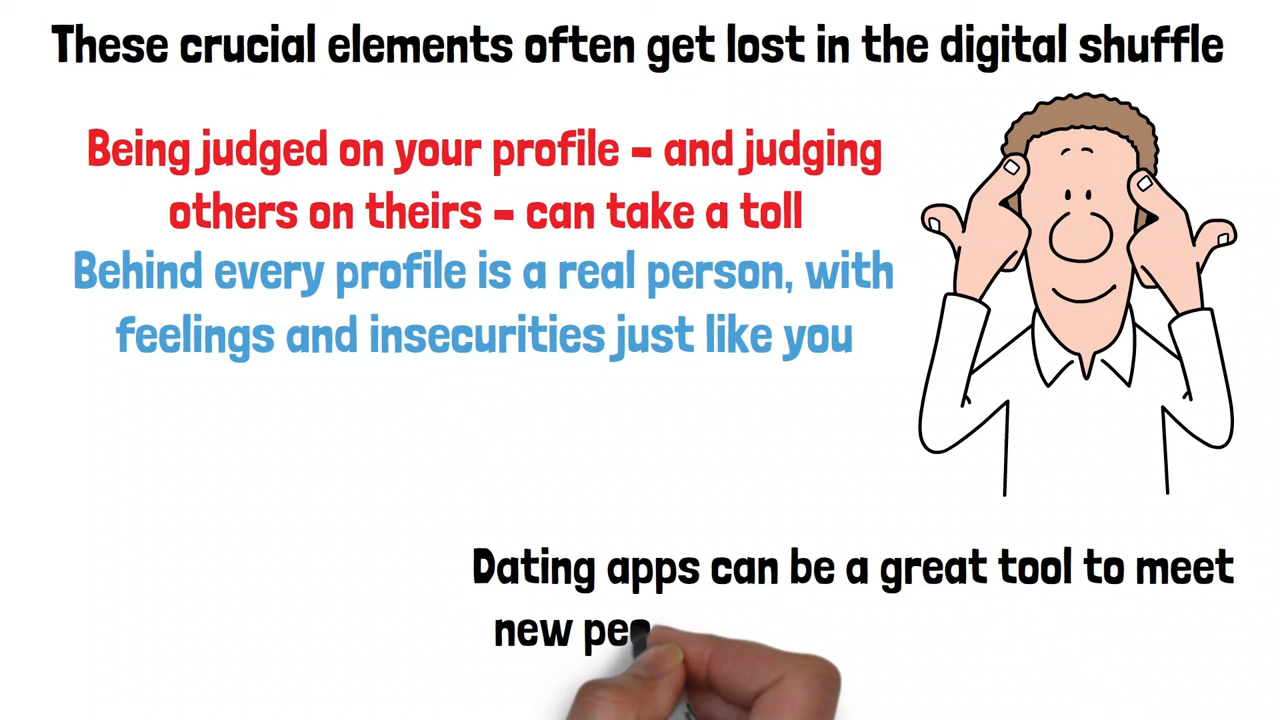 These crucial elements often get lost in the digital shuffle
Being judged on your profile - and judging
others on theirs - can take a toll
Behind every profile is a real person, with
feelings and insecurities just like you
Dating apps can be a great tool to meet
new